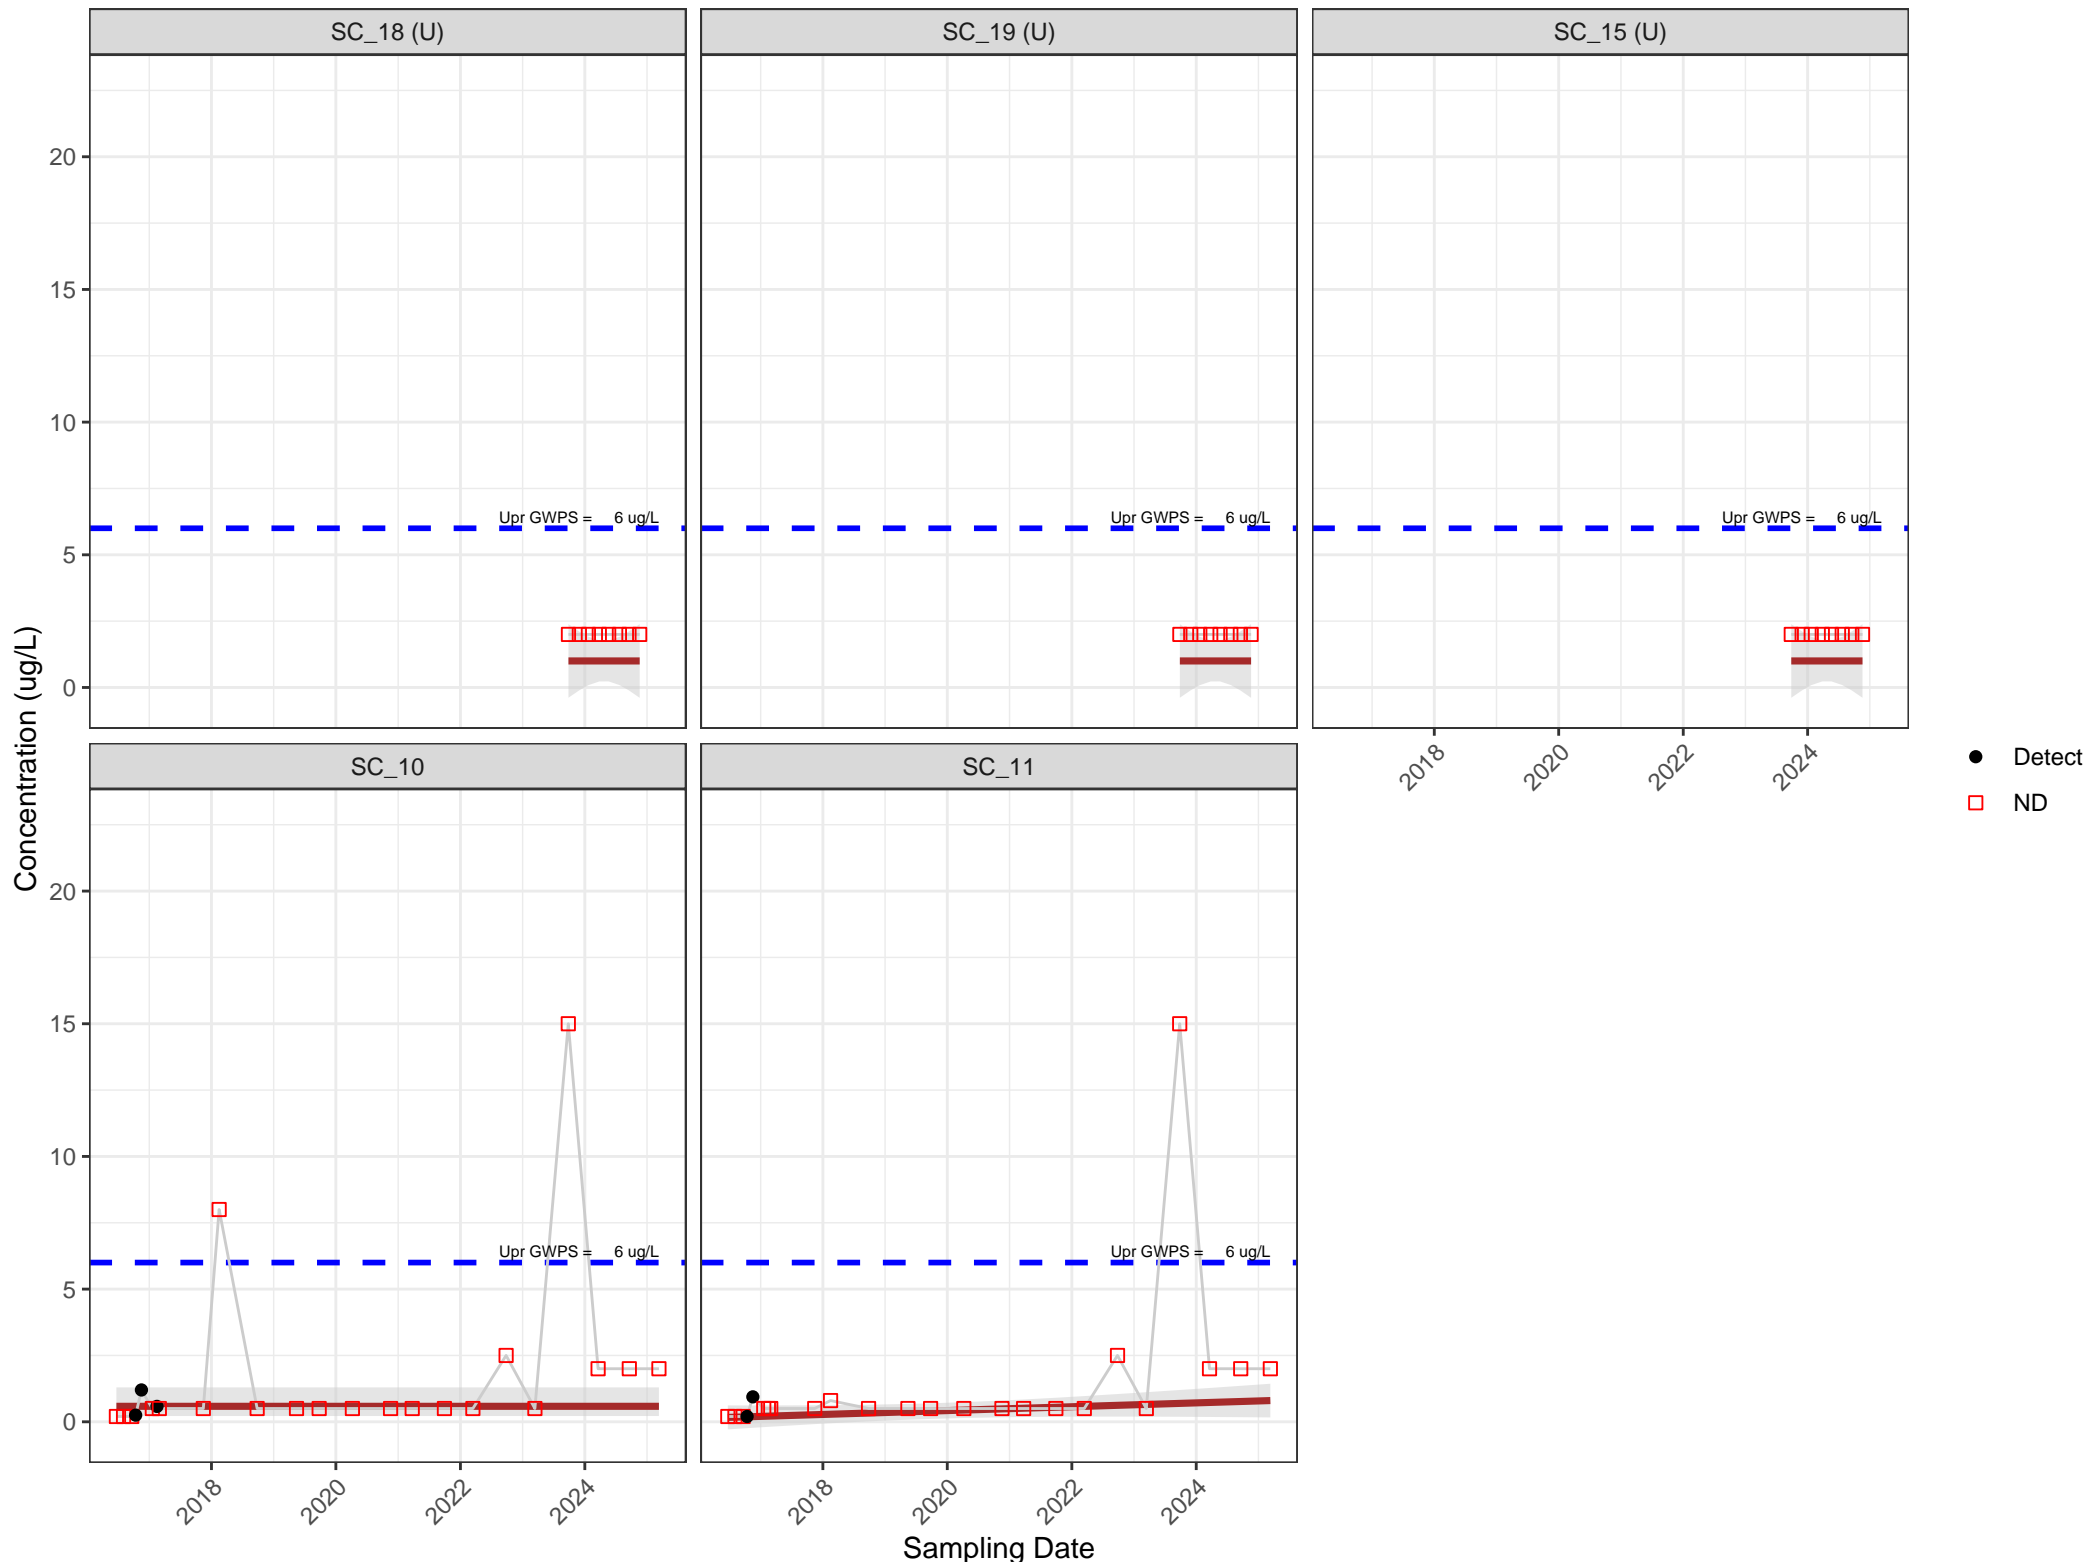 SC_18 (U)
SC_19 (U)
SC_15 (U)
20
15
10
5
0
Upr GWPS = 6 ug/L
Upr GWPS = 6 ug/L
Upr GWPS = 6 ug/L
2018
2020
2022
2024
Concentration (ug/L)
SC_10
SC_11
20
15
10
5
0
Upr GWPS = 6 ug/L
Upr GWPS = 6 ug/L
2018
2020
2022
2024
2018
2020
2022
2024
Sampling Date
Detect
ND